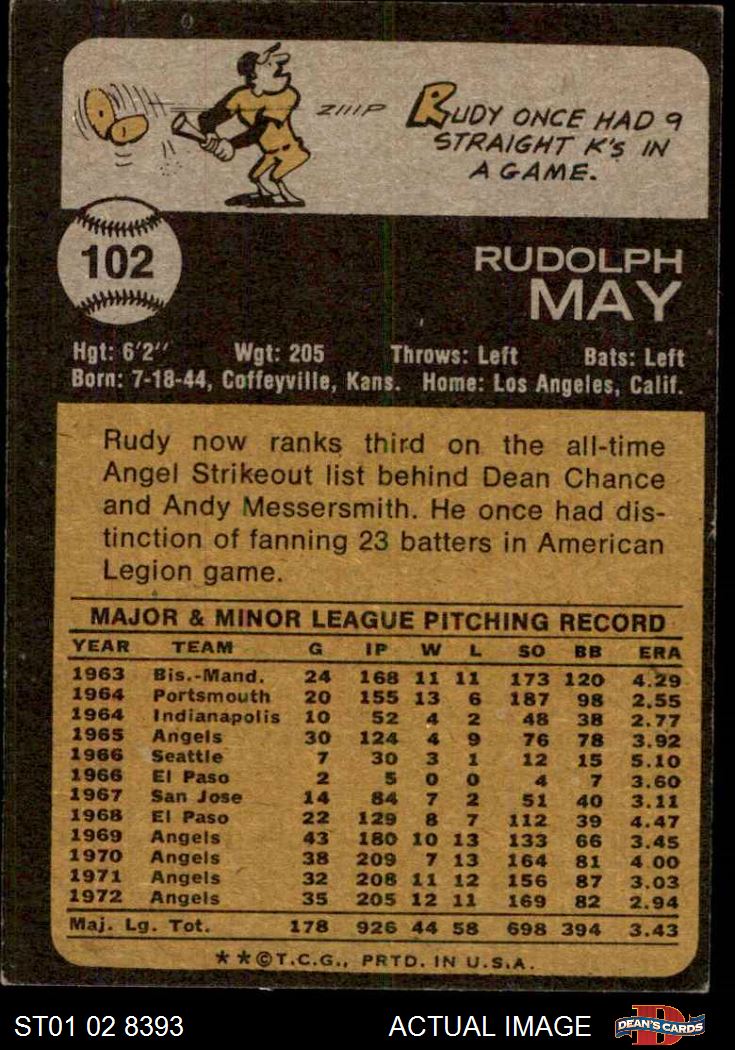 ZIIIP
RUDY ONCE HAD 9
STRAIGHT K's IN
A GAME.
102
RUDOLPH
MAY
Hgt: 6'2'' Wgt: 205 Throws: Left Bats: Left
Born: 7-18-44, Coffeyville, Kans. Home: Los Angeles, Calif.
Rudy now ranks third on the all-time
Angel Strikeout list behind Dean Chance
and Andy Messersmith. He once had dis-
tinction of fanning 23 batters in American
Legion game.
MAJOR & MINOR LEAGUE PITCHING RECORD
YEAR TEAM G IP W L SO BB ERA
1963 Bis.-Mand. 24 168 11 11 173 120 4.29
1964 Portsmouth 20 155 13 6 187 98 2.55
1964 Indianapolis 10 52 4 2 48 38 2.77
1965 Angels 30 124 4 9 76 78 3.92
1966 Seattle 7 30 3 1 12 15 5.10
1966 El Paso 2 5 0 0 4 7 3.60
1967 San Jose 14 84 7 2 51 40 3.11
1968 El Paso 22 129 8 7 112 39 4.47
1969 Angels 43 180 10 13 133 66 3.45
1970 Angels 38 209 7 13 164 81 4.00
1971 Angels 32 208 11 12 156 87 3.03
1972 Angels 35 205 12 11 169 82 2.94
Maj. Lg. Tot. 178 926 44 58 698 394 3.43
**©T.C.G., PRTD. IN U.S.A.
ST01 02 8393 ACTUAL IMAGE D DEAN'S CARDS